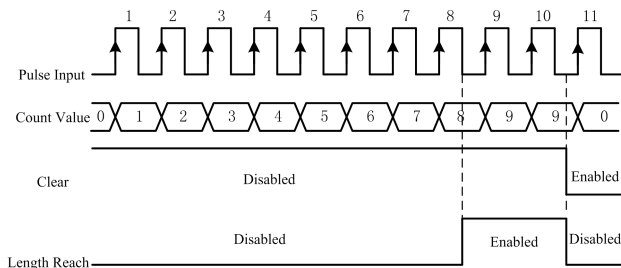 1 2 3 4 5 6 7 8 9 10 11
Pulse Input
Count Value 0 1 2 3 4 5 6 7 8 9 9 0
Clear Disabled Enabled
Disabled Enabled Disabled
Length Reach